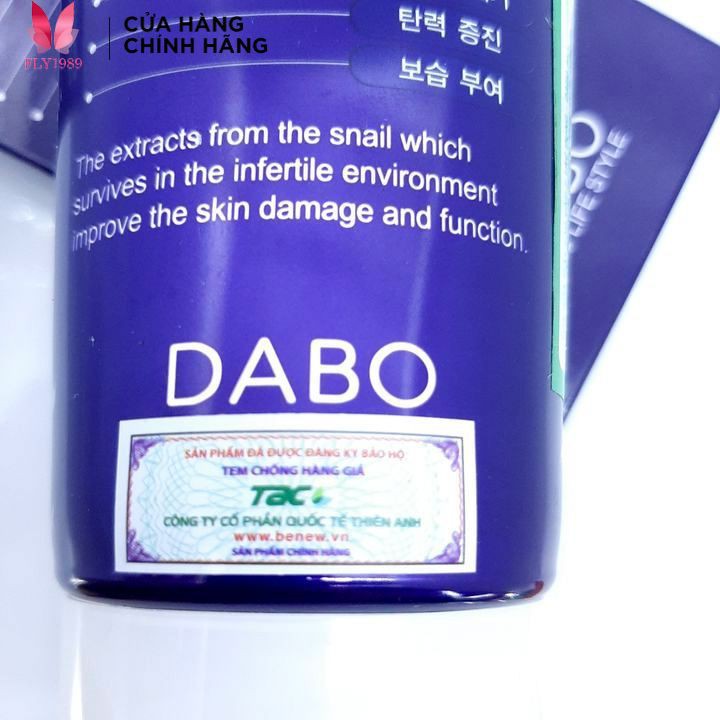 FLY1989
CỬA HÀNG
CHÍNH HÃNG
탄력 증진
보습 부여
The extracts from the snail which
survives in the infertile environment
improve the skin damage and function.
LIFE STYLE
DABO
SẢN PHẨM ĐÃ ĐƯỢC ĐĂNG KÝ BẢO HỘ
TEM CHỐNG HÀNG GIẢ
TAC
CÔNG TY CỔ PHẦN QUỐC TẾ THIÊN ANH
www.benew.vn
SẢN PHẨM CHÍNH HÃNG